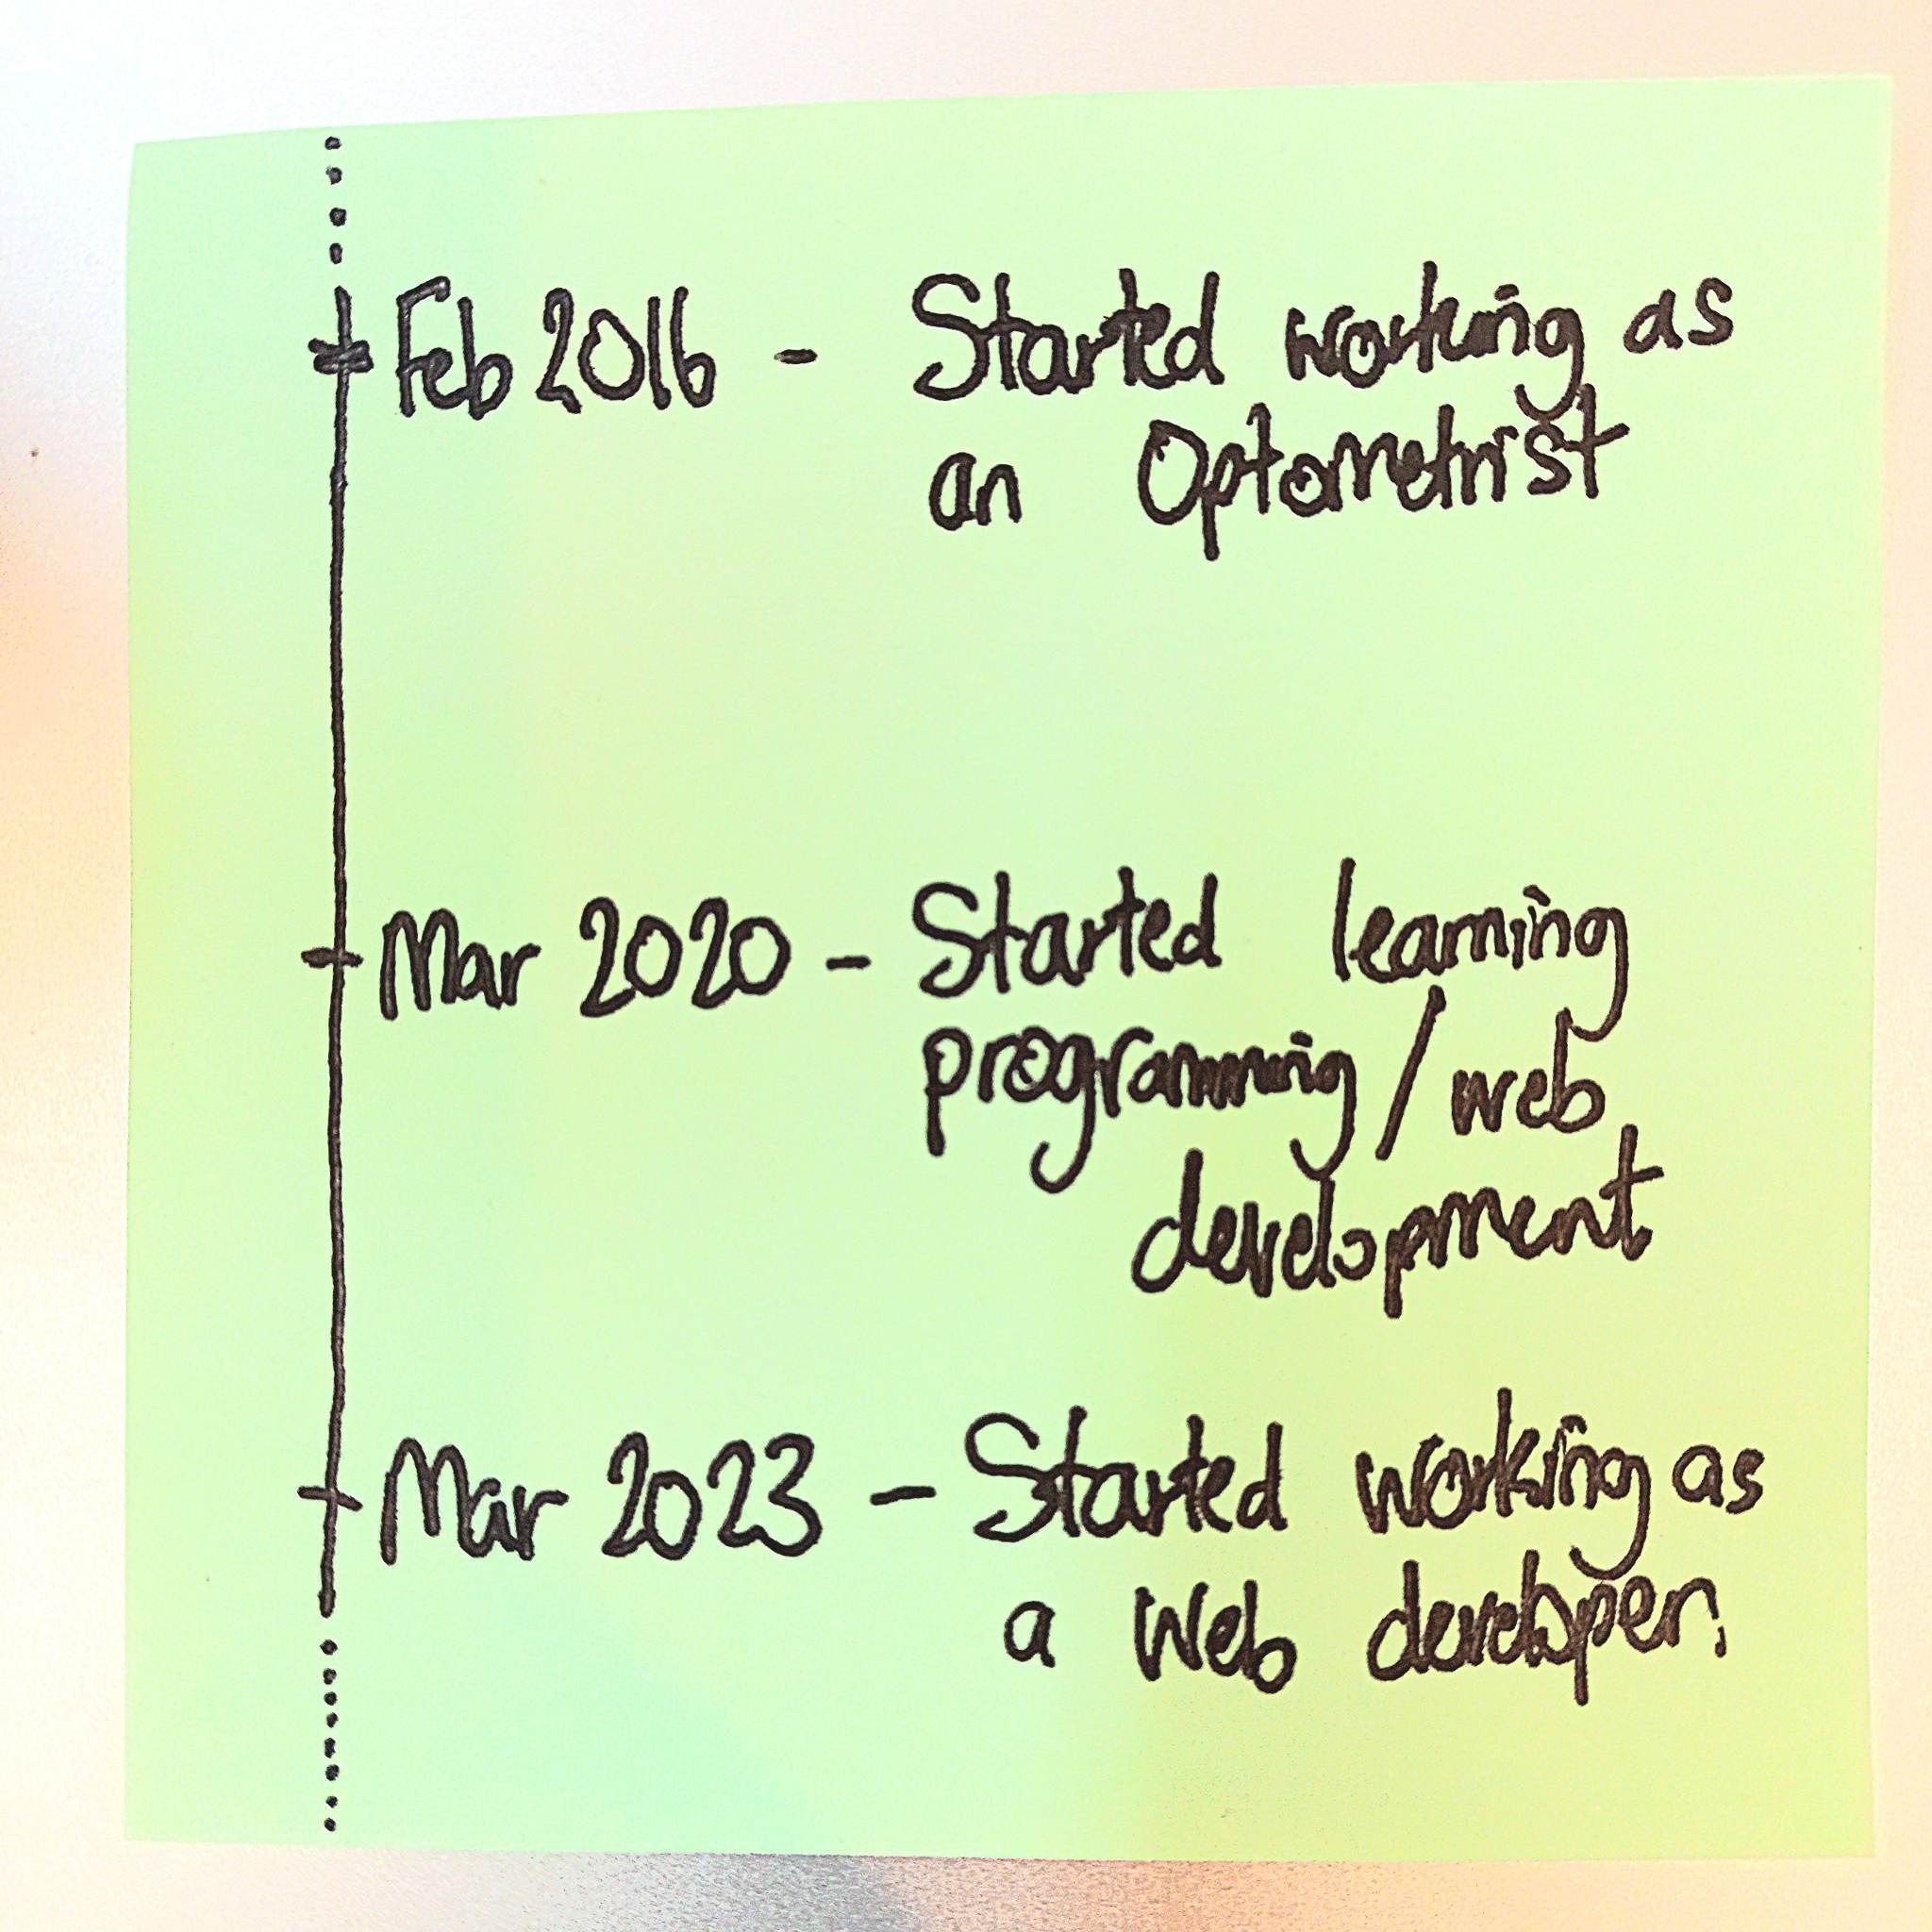 Feb 2016 - Started working as
an Optometrist
Mar 2020 - Started learning
programming / web
development
Mar 2023 - Started working as
a Web developer.